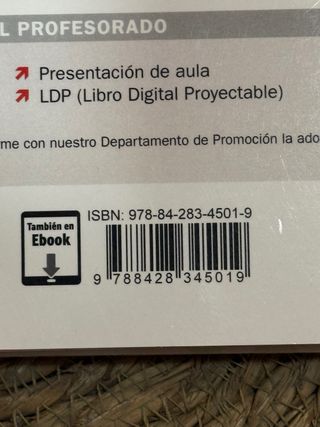 L PROFESORADO
Presentación de aula
LDP (Libro Digital Proyectable)
me con nuestro Departamento de Promoción la ado
ISBN: 978-84-283-4501-9
También en
Ebook
9 788428 345019